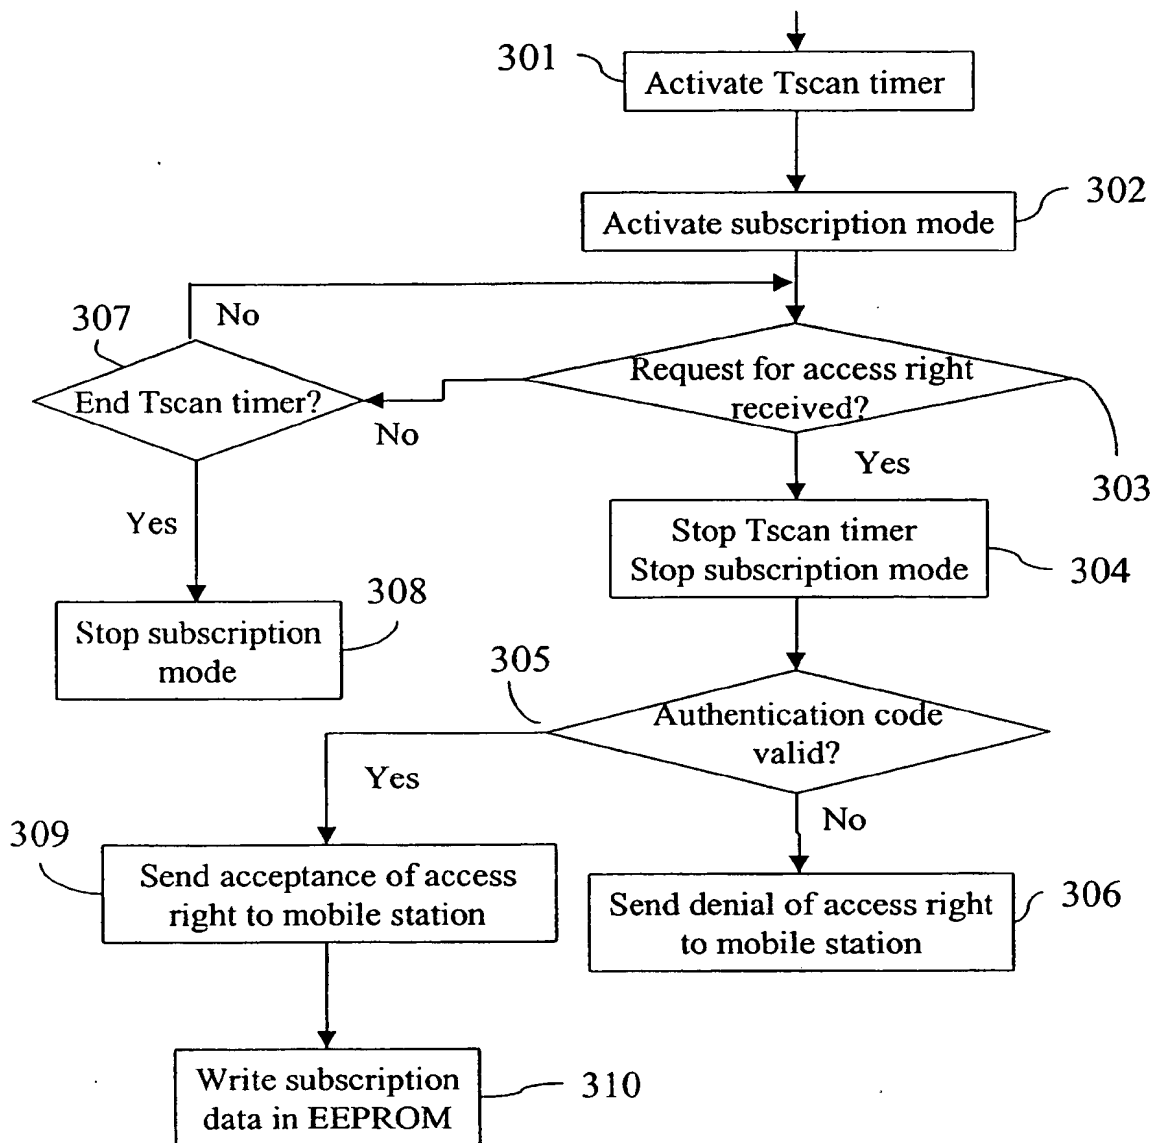 301
Activate Tscan timer
302
Activate subscription mode
307
No
Request for access right
received?
End Tscan timer?
No
Yes
303
Yes
Stop Tscan timer
Stop subscription mode
304
308
Stop subscription
mode
305
Authentication code
valid?
Yes
No
309
Send acceptance of access
right to mobile station
Send denial of access right
to mobile station
306
Write subscription
data in EEPROM
310